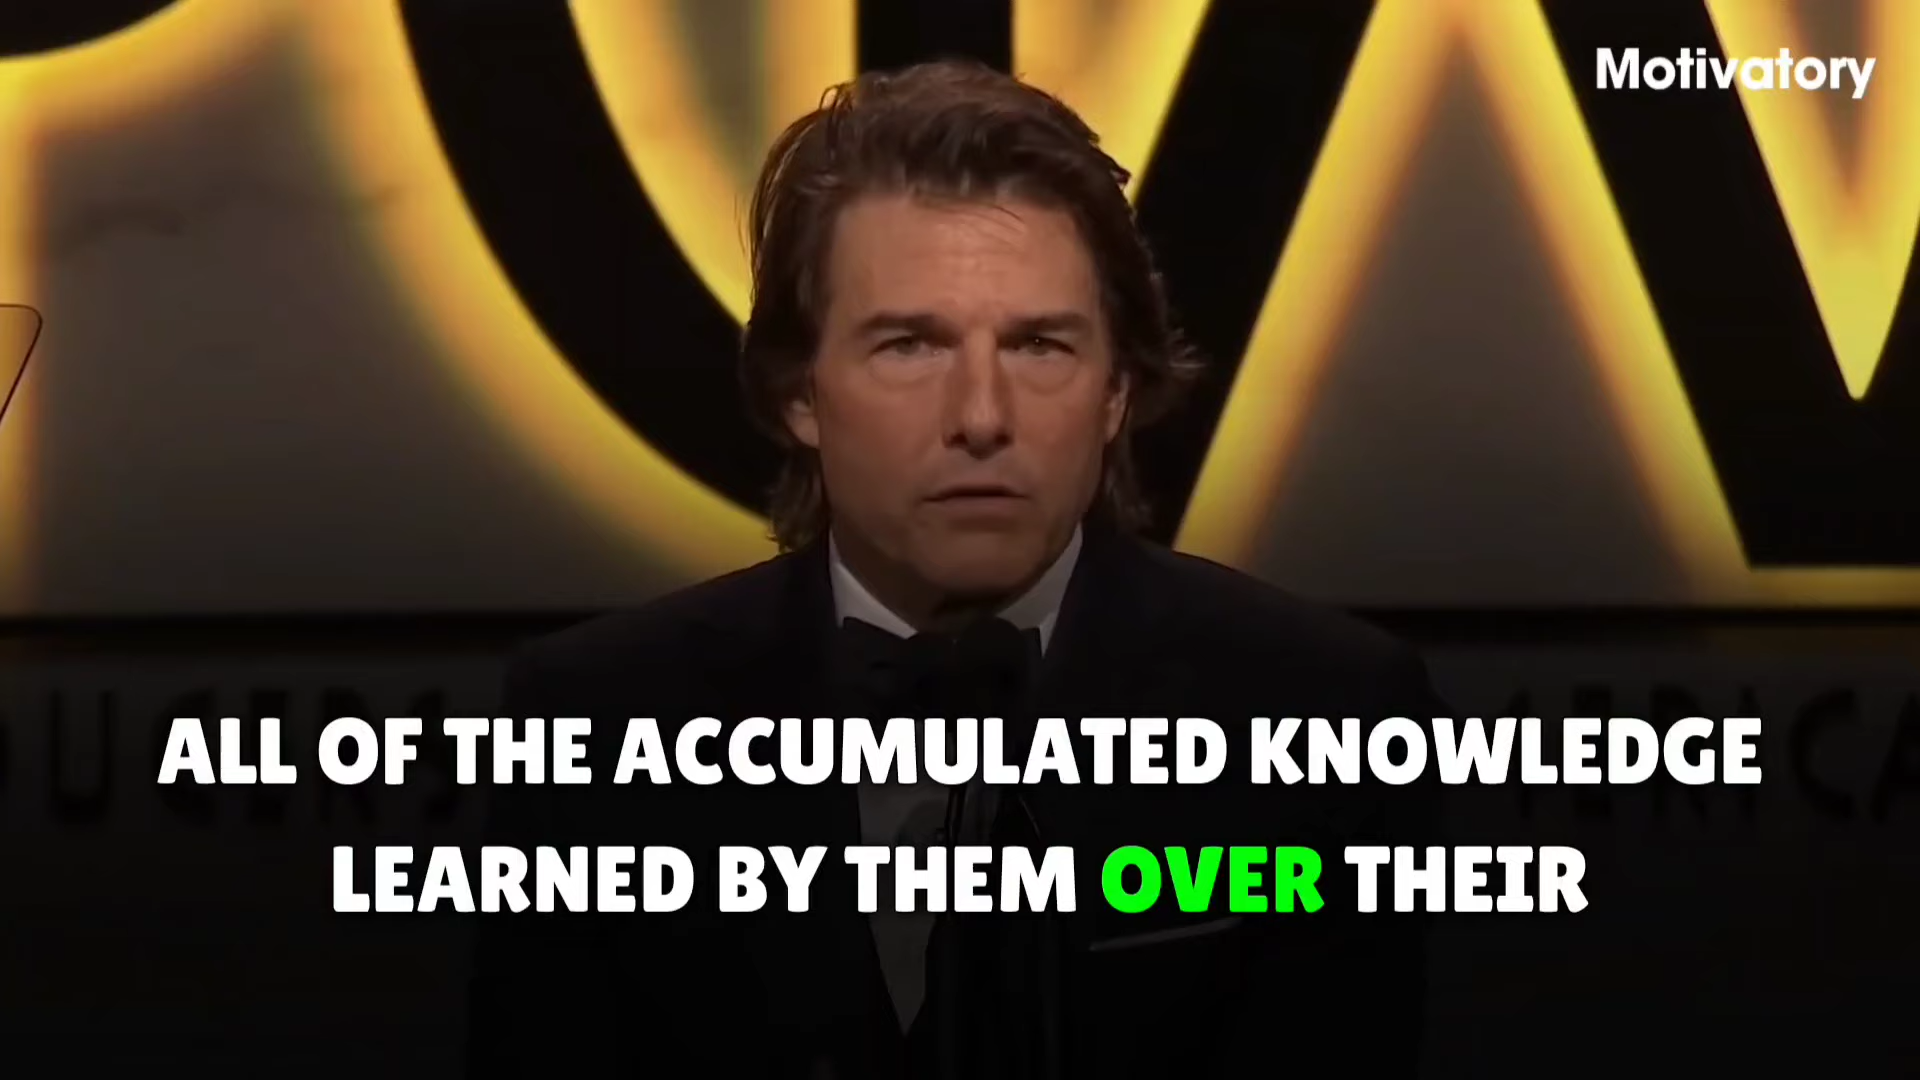 Motivatory
ALL OF THE ACCUMULATED KNOWLEDGE
LEARNED BY THEM OVER THEIR